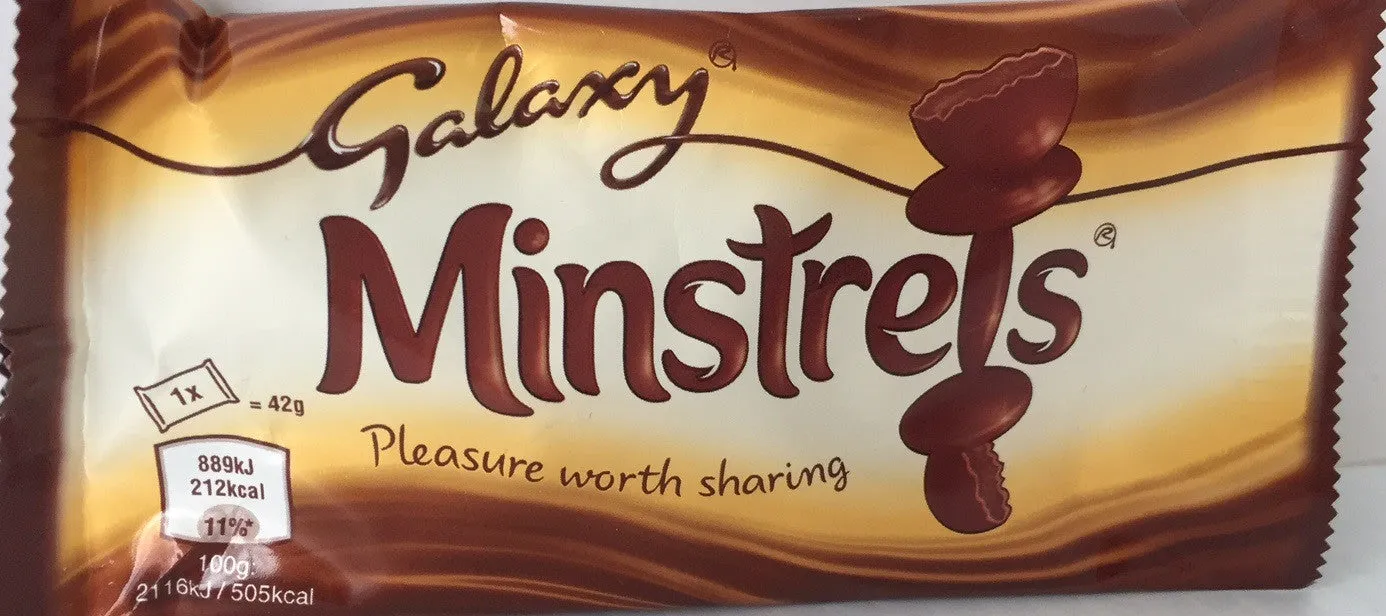 Galaxy®
Minstrels®
Pleasure worth sharing
1x = 42g
889kJ
212kcal
11%*
100g:
2116kJ/505kcal